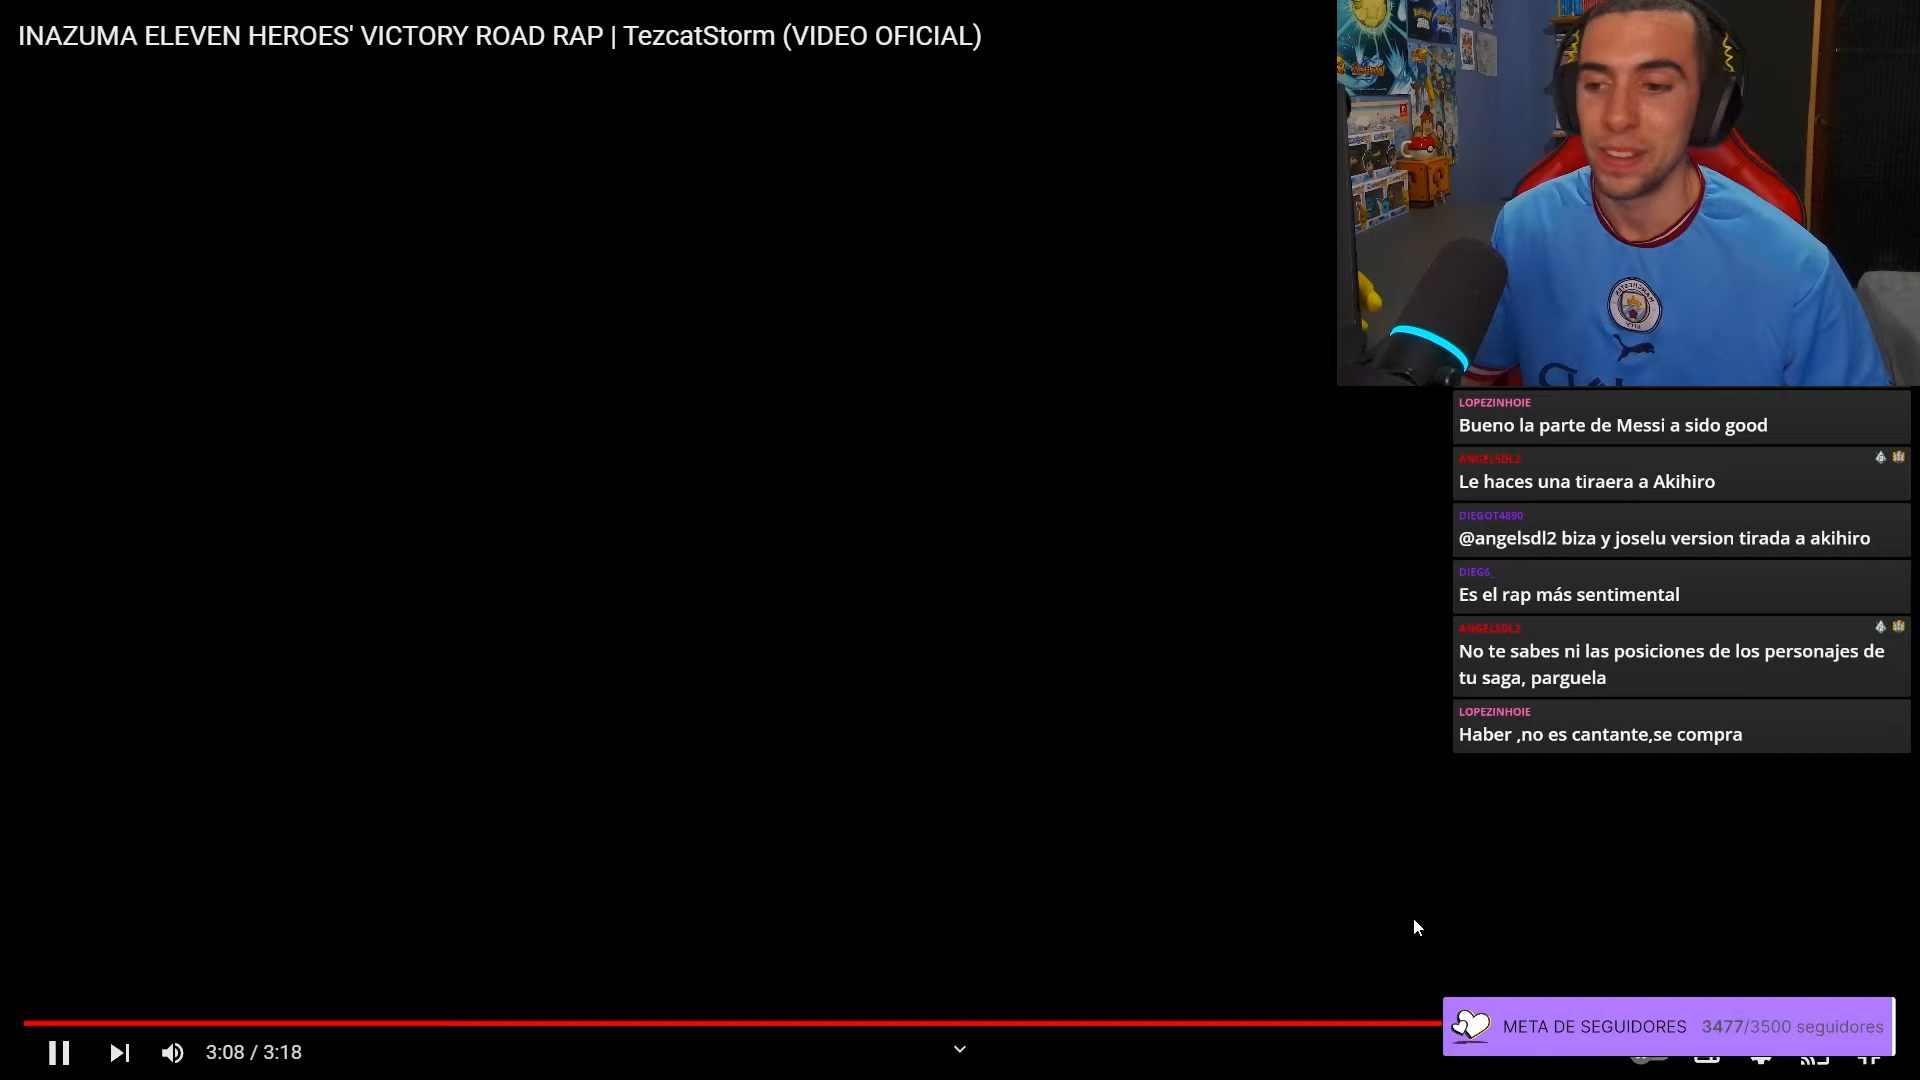 INAZUMA ELEVEN HEROES' VICTORY ROAD RAP | TezcatStorm (VIDEO OFICIAL)
LOPEZINHOIE
Bueno la parte de Messi a sido good
ANGELSDL2
Le haces una tiraera a Akihiro
DIEGOT4890
@angelsdl2 biza y joselu version tirada a akihiro
DIEG6_
Es el rap más sentimental
ANGELSDL2
No te sabes ni las posiciones de los personajes de
tu saga, parguela
LOPEZINHOIE
Haber ,no es cantante,se compra
META DE SEGUIDORES 3477/3500 seguidores
3:08 / 3:18